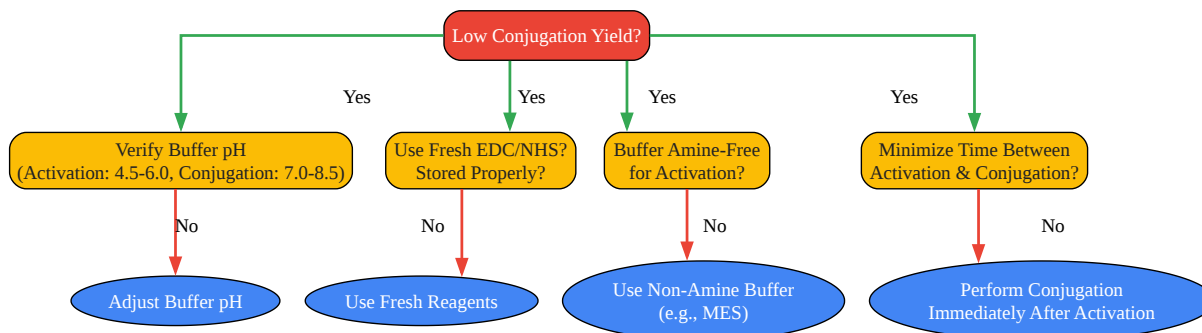 Low Conjugation Yield?
Yes
Yes
Yes
Yes
Verify Buffer pH
(Activation: 4.5-6.0, Conjugation: 7.0-8.5)
Use Fresh EDC/NHS?
Stored Properly?
Buffer Amine-Free
for Activation?
Minimize Time Between
Activation & Conjugation?
No
No
No
No
Adjust Buffer pH
Use Fresh Reagents
Use Non-Amine Buffer
(e.g., MES)
Perform Conjugation
Immediately After Activation